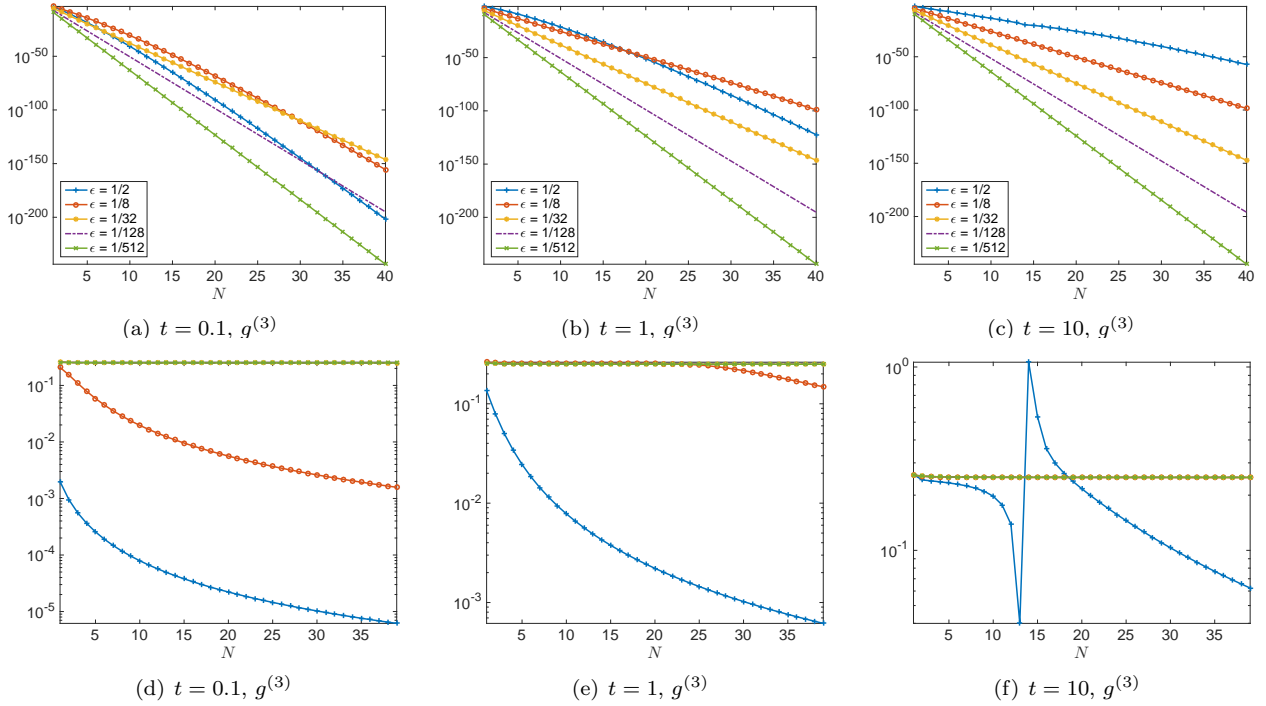 10^{-50}
10^{-100}
10^{-150}
10^{-200}
ϵ = 1/2
ϵ = 1/8
ϵ = 1/32
ϵ = 1/128
ϵ = 1/512
5 10 15 20 25 30 35 40
N
(a) t = 0.1, g^{(3)}
10^{-50}
10^{-100}
10^{-150}
10^{-200}
ϵ = 1/2
ϵ = 1/8
ϵ = 1/32
ϵ = 1/128
ϵ = 1/512
5 10 15 20 25 30 35 40
N
(b) t = 1, g^{(3)}
10^{-50}
10^{-100}
10^{-150}
10^{-200}
ϵ = 1/2
ϵ = 1/8
ϵ = 1/32
ϵ = 1/128
ϵ = 1/512
5 10 15 20 25 30 35 40
N
(c) t = 10, g^{(3)}
10^{-1}
10^{-2}
10^{-3}
10^{-4}
10^{-5}
5 10 15 20 25 30 35
N
(d) t = 0.1, g^{(3)}
10^{-1}
10^{-2}
10^{-3}
5 10 15 20 25 30 35
N
(e) t = 1, g^{(3)}
10^{0}
10^{-1}
5 10 15 20 25 30 35
N
(f) t = 10, g^{(3)}